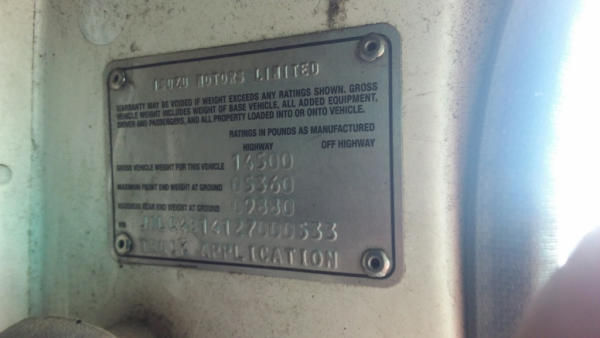 ISUZU MOTORS LIMITED
WARRANTY MAY BE VOIDED IF WEIGHT EXCEEDS ANY RATINGS SHOWN. GROSS
VEHICLE WEIGHT INCLUDES WEIGHT OF BASE VEHICLE, ALL ADDED EQUIPMENT,
DRIVER AND PASSENGERS, AND ALL PROPERTY LOADED INTO OR ONTO VEHICLE.
RATINGS IN POUNDS AS MANUFACTURED
HIGHWAY OFF HIGHWAY
GROSS VEHICLE WEIGHT FOR THIS VEHICLE 14500
MAXIMUM FRONT END WEIGHT AT GROUND 05360
MAXIMUM REAR END WEIGHT AT GROUND 09880
VIN
TRUCK APPLICATION